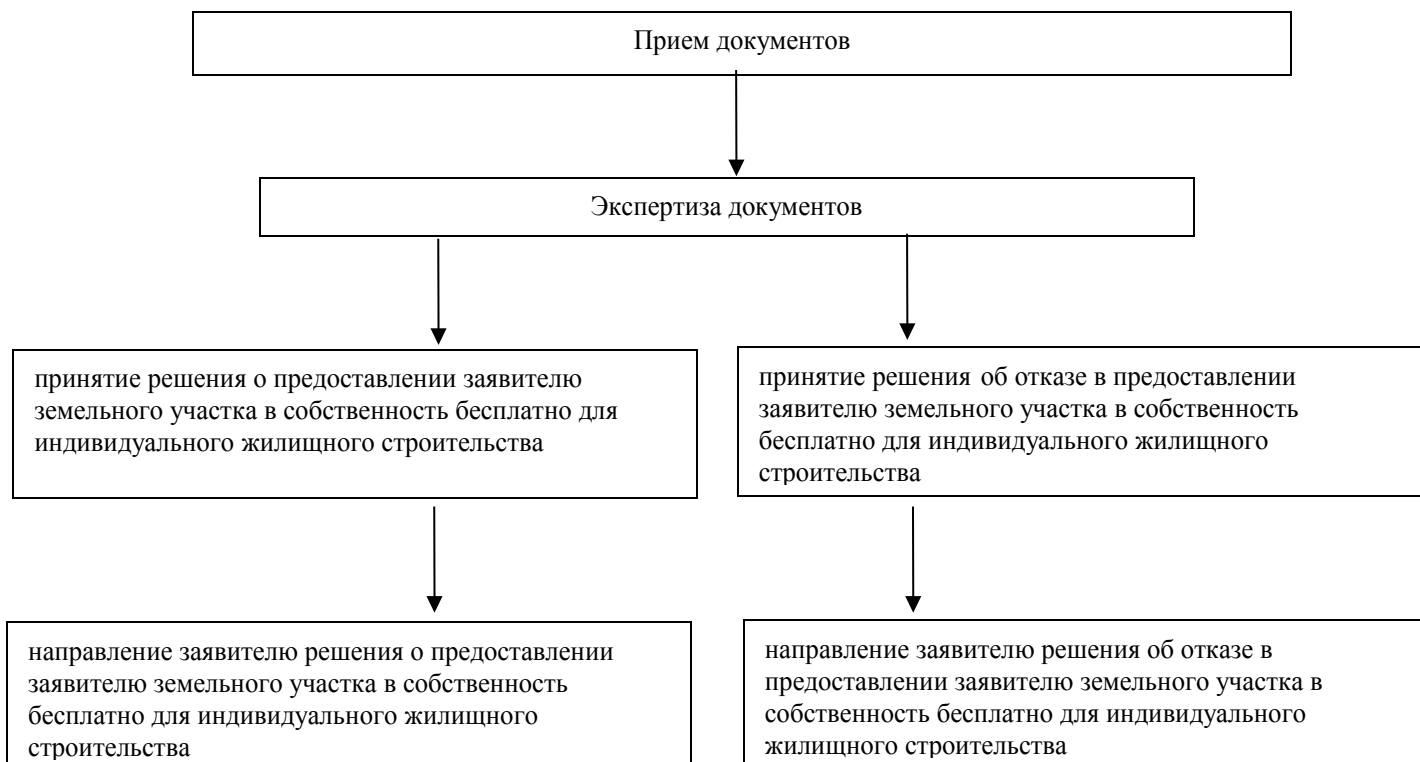 Прием документов
Экспертиза документов
принятие решения о предоставлении заявителю
земельного участка в собственность бесплатно для
индивидуального жилищного строительства
принятие решения об отказе в предоставлении
заявителю земельного участка в собственность
бесплатно для индивидуального жилищного
строительства
направление заявителю решения о предоставлении
заявителю земельного участка в собственность
бесплатно для индивидуального жилищного
строительства
направление заявителю решения об отказе в
предоставлении заявителю земельного участка в
собственность бесплатно для индивидуального
жилищного строительства